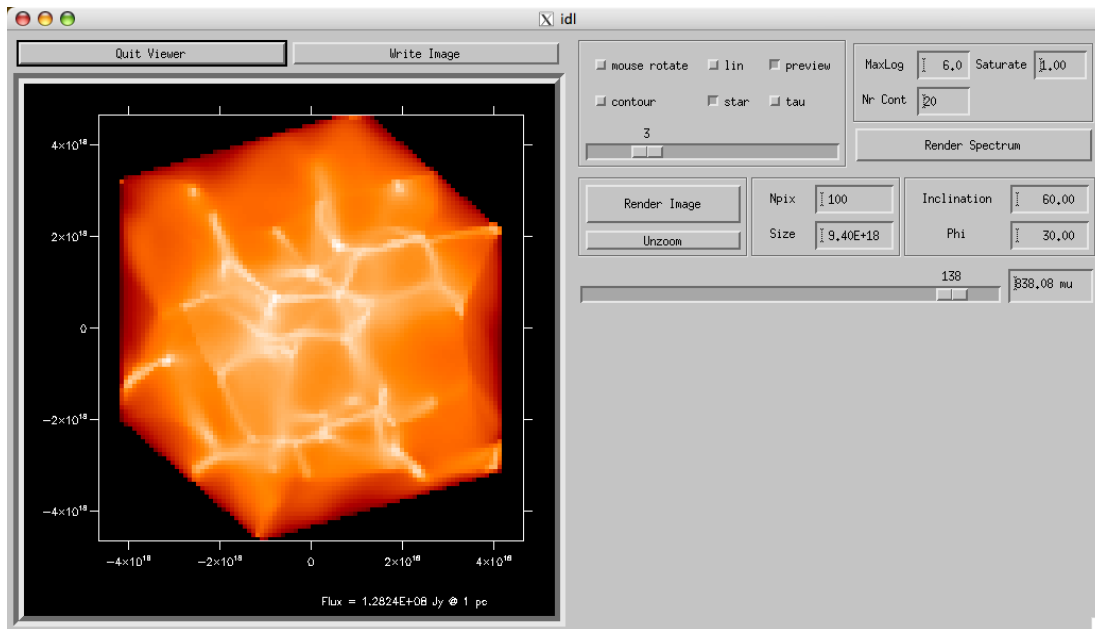 X idl
Quit Viewer Write Image
mouse rotate lin preview
contour star tau
3
MaxLog 6.0 Saturate 1.00
Nr Cont 20
Render Spectrum
Render Image
Unzoom
Npix 100
Size 9.40E+18
Inclination 60.00
Phi 30.00
138
838.08 mu
4×10¹⁸
2×10¹⁸
0
−2×10¹⁸
−4×10¹⁸
−4×10¹⁸ −2×10¹⁸ 0 2×10¹⁸ 4×10¹⁸
Flux = 1.2824E+08 Jy @ 1 pc